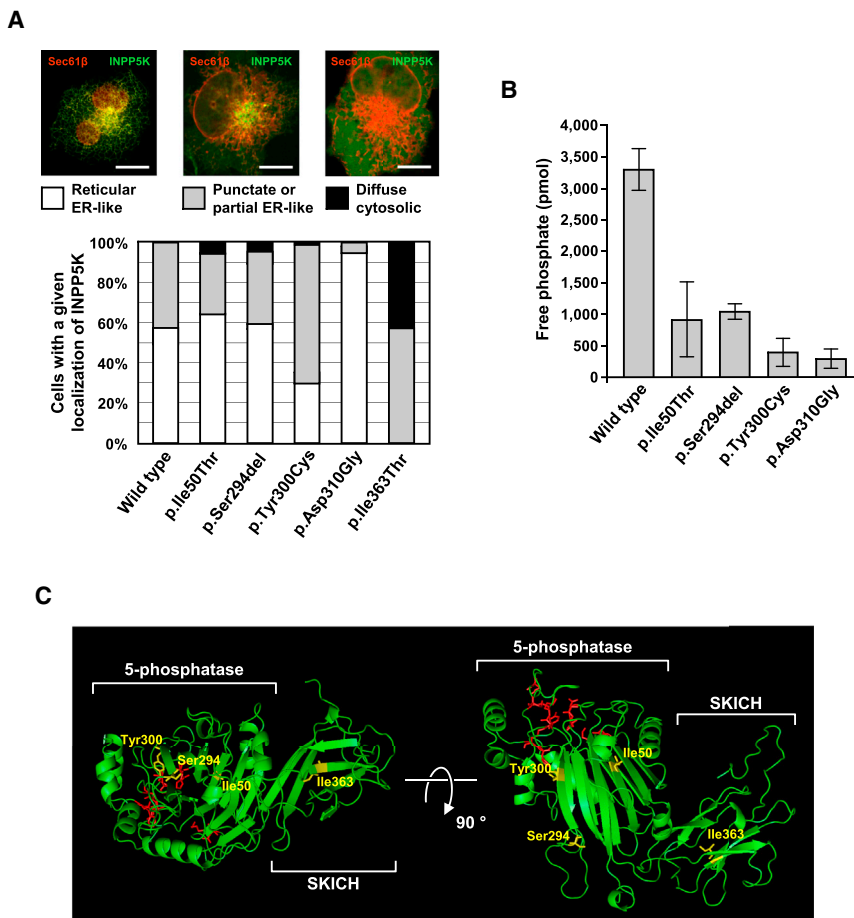 A
Sec61β INPP5K
Sec61β INPP5K
Sec61β INPP5K
Reticular
ER-like
Punctate or
partial ER-like
Diffuse
cytosolic
Cells with a given
localization of INPP5K
100%
80%
60%
40%
20%
0%
Wild type
p.Ile50Thr
p.Ser294del
p.Tyr300Cys
p.Asp310Gly
p.Ile363Thr
B
Free phosphate (pmol)
4,000
3,500
3,000
2,500
2,000
1,500
1,000
500
0
Wild type
p.Ile50Thr
p.Ser294del
p.Tyr300Cys
p.Asp310Gly
C
5-phosphatase
Tyr300
Ser294
Ile50
Ile363
SKICH
90 °
5-phosphatase
SKICH
Ile50
Tyr300
Ser294
Ile363